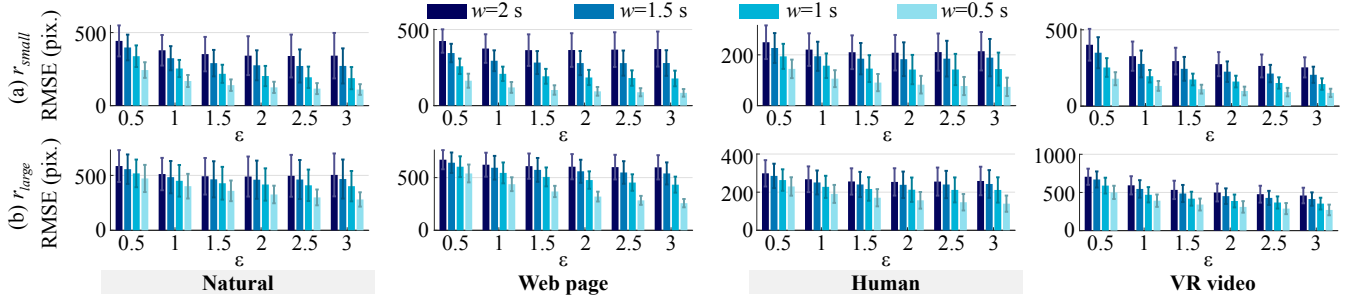 w=2 s w=1.5 s w=1 s w=0.5 s
(a) r_small
RMSE (pix.)
500
0
0.5 1 1.5 2 2.5 3
ε
500
0
0.5 1 1.5 2 2.5 3
ε
200
0
0.5 1 1.5 2 2.5 3
ε
500
0
0.5 1 1.5 2 2.5 3
ε
(b) r_large
RMSE (pix.)
500
0
0.5 1 1.5 2 2.5 3
ε
500
0
0.5 1 1.5 2 2.5 3
ε
400
200
0
0.5 1 1.5 2 2.5 3
ε
1000
500
0
0.5 1 1.5 2 2.5 3
ε
Natural Web page Human VR video